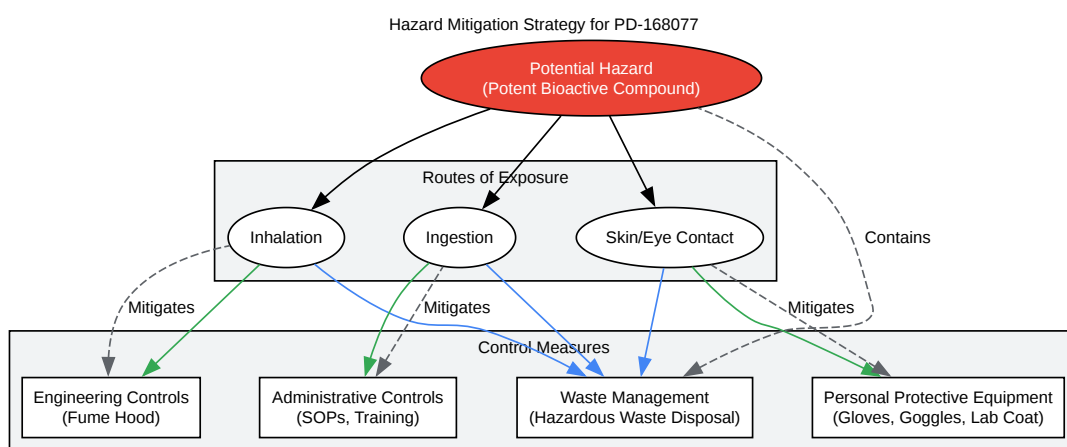 Hazard Mitigation Strategy for PD-168077
Potential Hazard
(Potent Bioactive Compound)
Routes of Exposure
Inhalation
Ingestion
Skin/Eye Contact
Contains
Mitigates
Mitigates
Mitigates
Control Measures
Engineering Controls
(Fume Hood)
Administrative Controls
(SOPs, Training)
Waste Management
(Hazardous Waste Disposal)
Personal Protective Equipment
(Gloves, Goggles, Lab Coat)